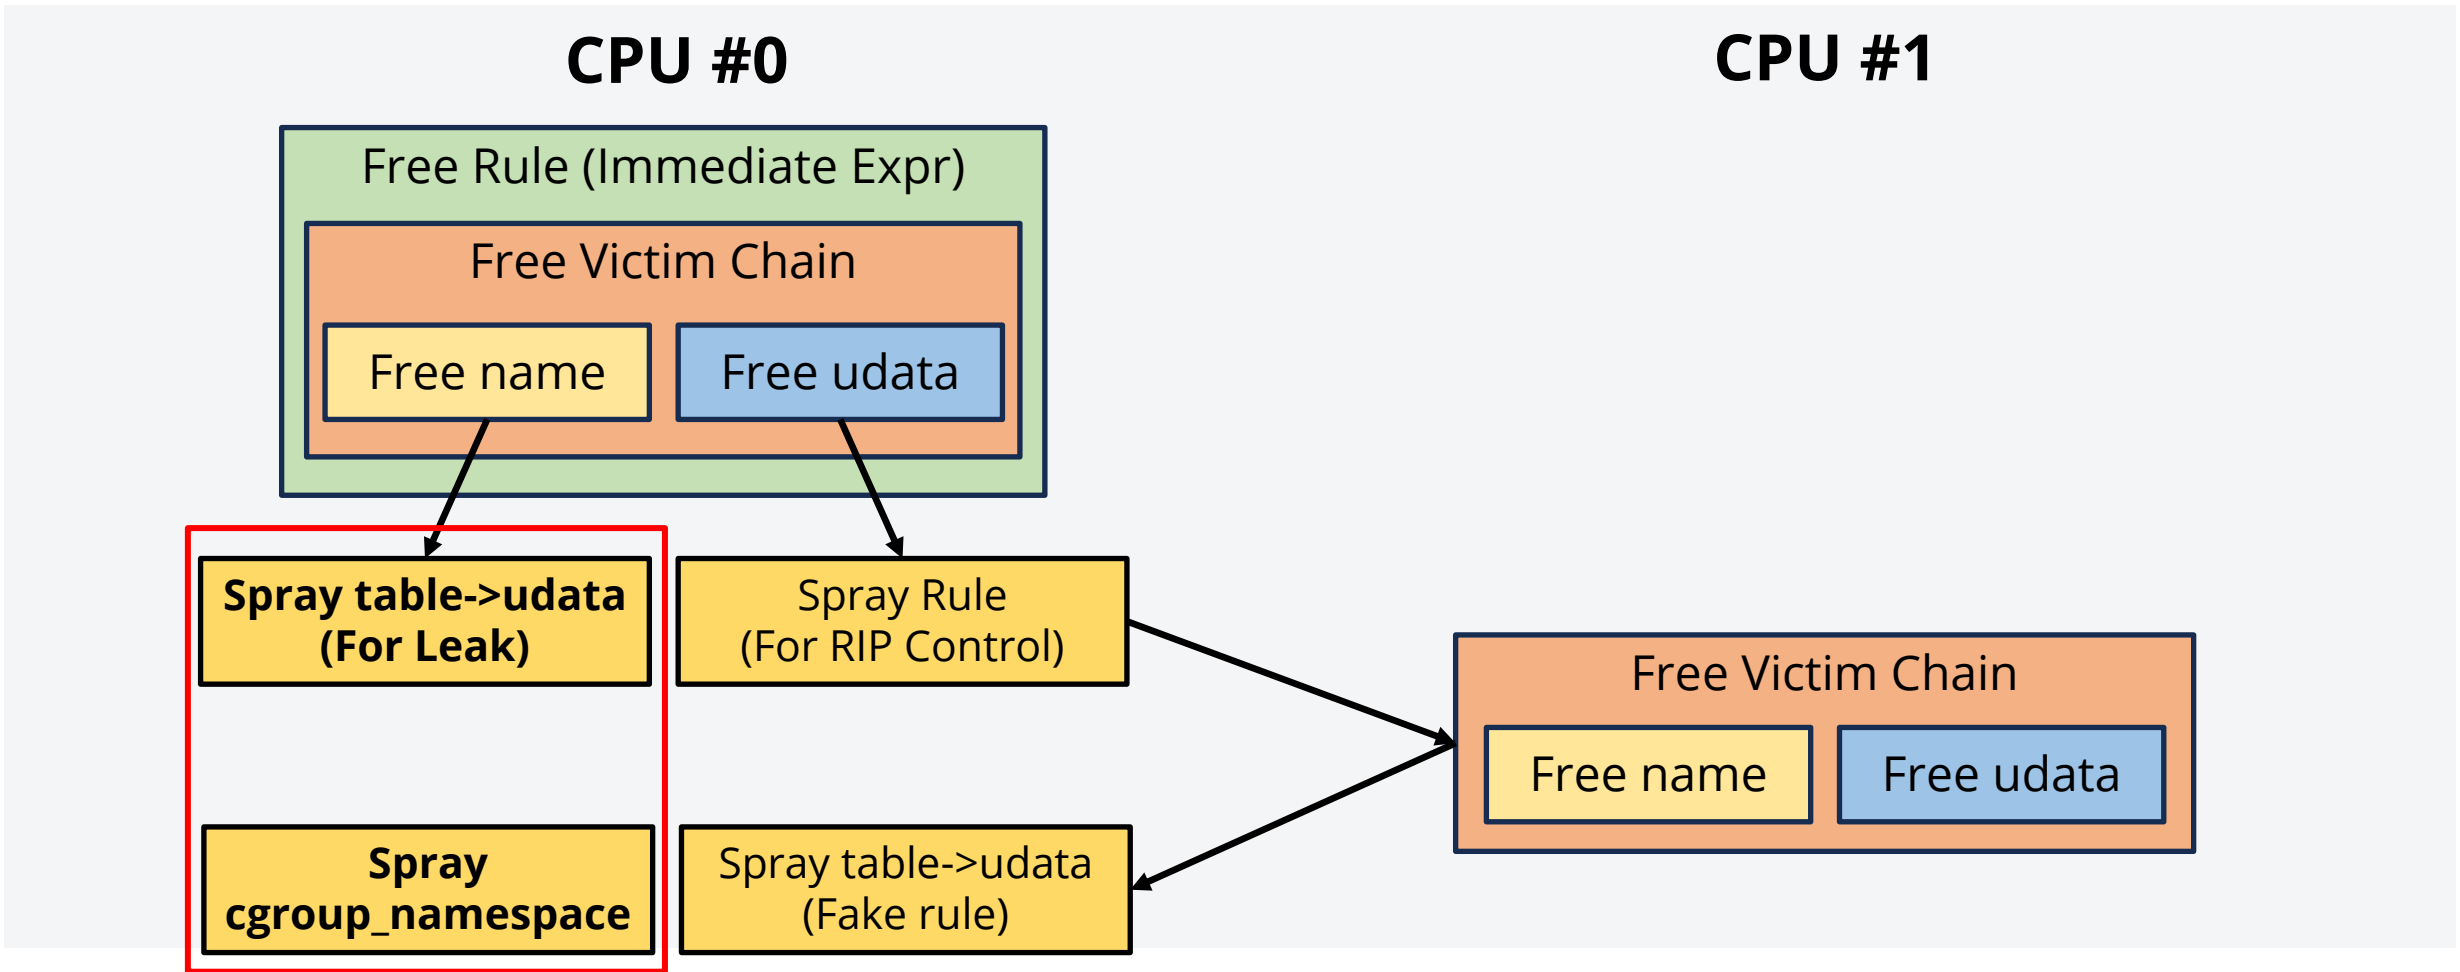 CPU #0
CPU #1
Free Rule (Immediate Expr)
Free Victim Chain
Free name
Free udata
Spray table->udata
(For Leak)
Spray Rule
(For RIP Control)
Free Victim Chain
Free name
Free udata
Spray
cgroup_namespace
Spray table->udata
(Fake rule)